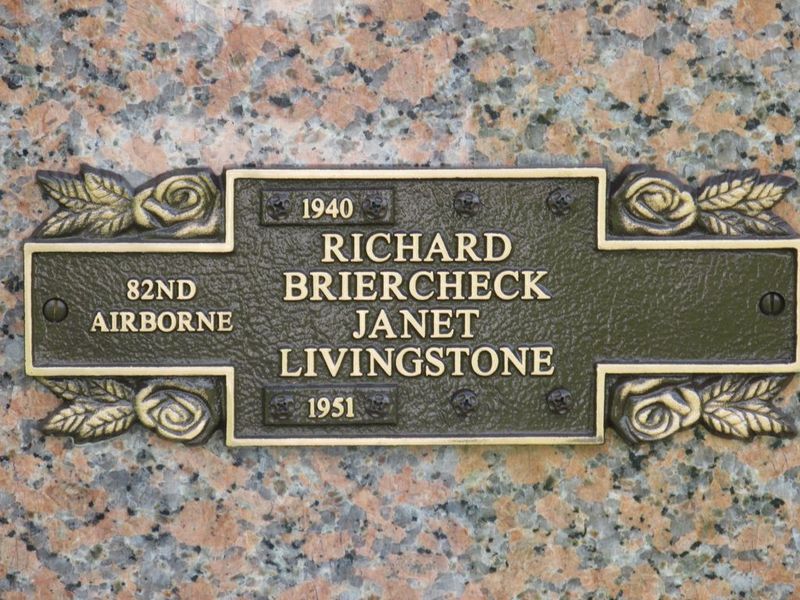 1940
RICHARD
BRIERCHECK
82ND
AIRBORNE
JANET
LIVINGSTONE
1951